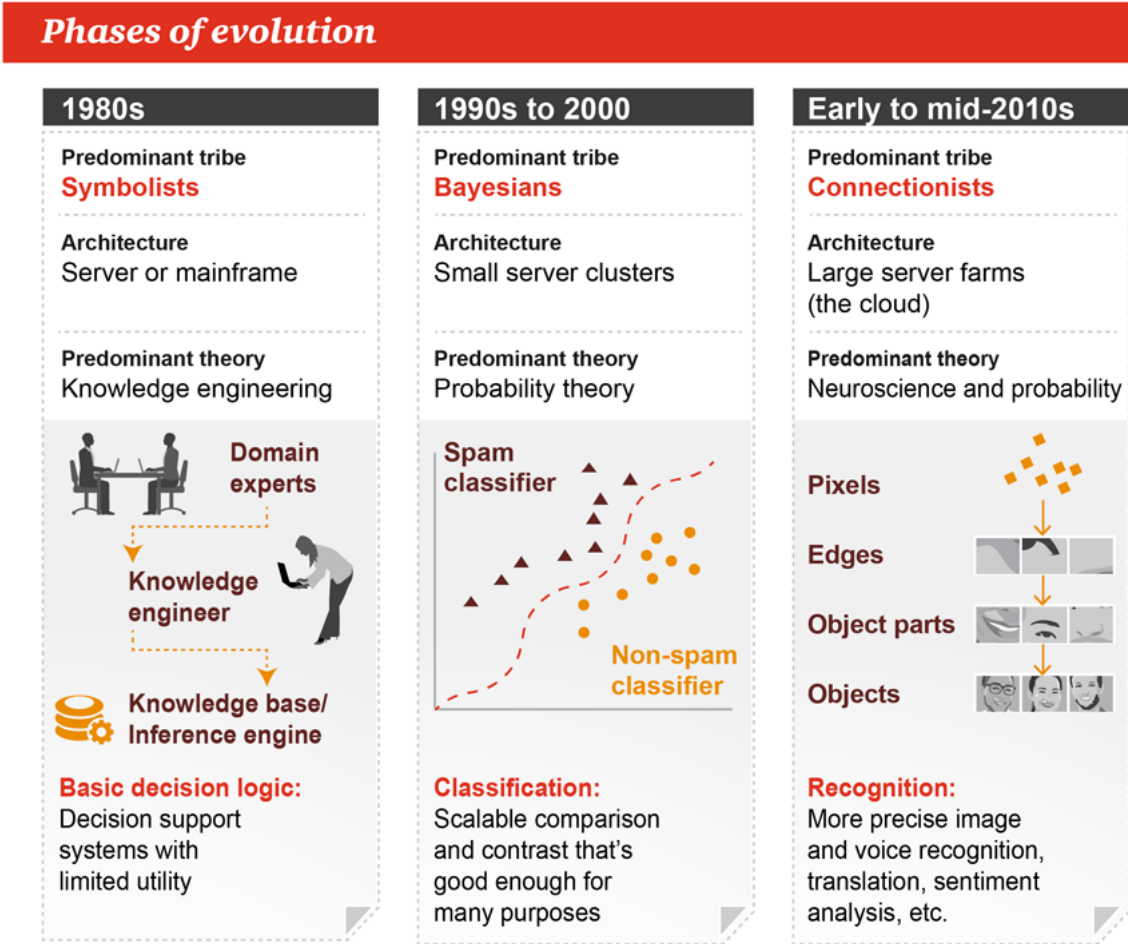 Phases of evolution
1980s
Predominant tribe
Symbolists
Architecture
Server or mainframe
Predominant theory
Knowledge engineering
Domain
experts
Knowledge
engineer
Knowledge base/
Inference engine
Basic decision logic:
Decision support
systems with
limited utility
1990s to 2000
Predominant tribe
Bayesians
Architecture
Small server clusters
Predominant theory
Probability theory
Spam
classifier
Non-spam
classifier
Classification:
Scalable comparison
and contrast that’s
good enough for
many purposes
Early to mid-2010s
Predominant tribe
Connectionists
Architecture
Large server farms
(the cloud)
Predominant theory
Neuroscience and probability
Pixels
Edges
Object parts
Objects
Recognition:
More precise image
and voice recognition,
translation, sentiment
analysis, etc.